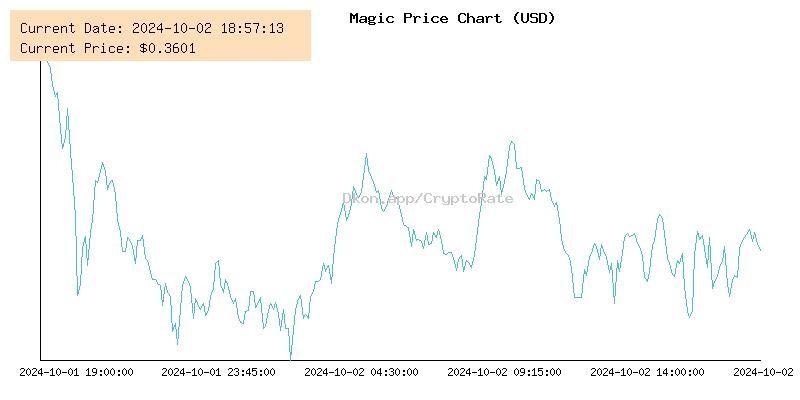 Magic Price Chart (USD)
Current Date: 2024-10-02 18:57:13
Current Price: $0.3601
Dkon.app/CryptoRate
2024-10-01 19:00:00 2024-10-01 23:45:00 2024-10-02 04:30:00 2024-10-02 09:15:00 2024-10-02 14:00:00 2024-10-02